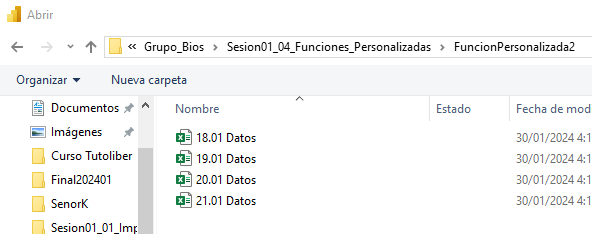 Abrir
« Grupo_Bios › Sesion01_04_Funciones_Personalizadas › FuncionPersonalizada2
Organizar Nueva carpeta
Nombre Estado Fecha de mod
Documentos
Imágenes
Curso Tutoliber
Final202401
SenorK
Sesion01_01_Imp
18.01 Datos 30/01/2024 4:1
19.01 Datos 30/01/2024 4:1
20.01 Datos 30/01/2024 4:1
21.01 Datos 30/01/2024 4:1